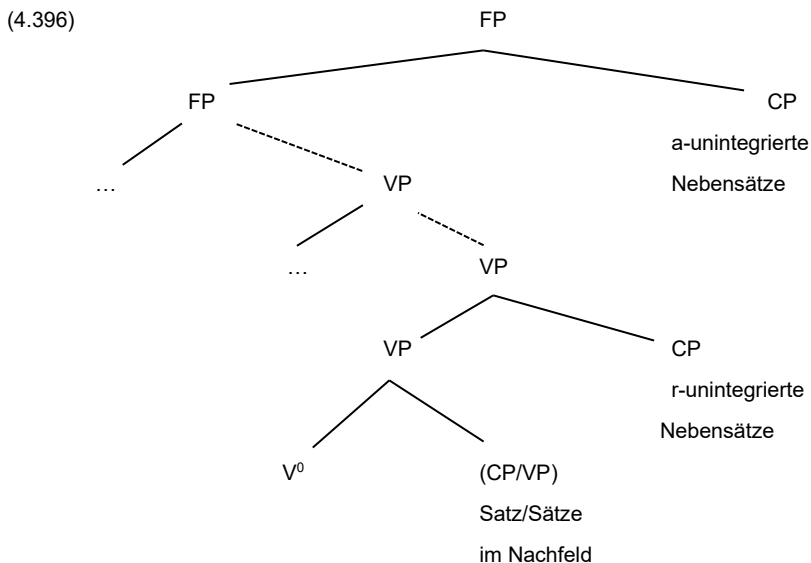 (4.396) FP
FP CP
a-unintegrierte
… VP Nebensätze
… VP
VP CP
r-unintegrierte
Nebensätze
V⁰ (CP/VP)
Satz/Sätze
im Nachfeld